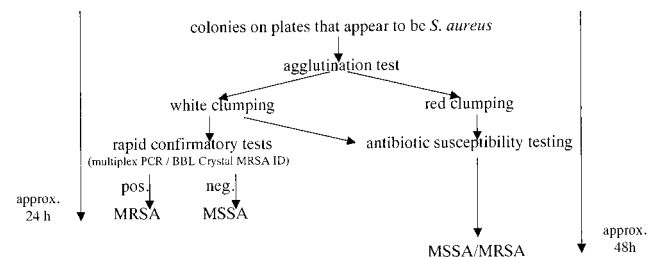 colonies on plates that appear to be S. aureus
agglutination test
white clumping red clumping
rapid confirmatory tests antibiotic susceptibility testing
(multiplex PCR / BBL Crystal MRSA ID)
pos. neg.
approx.
24 h
MRSA MSSA
approx.
48h
MSSA/MRSA